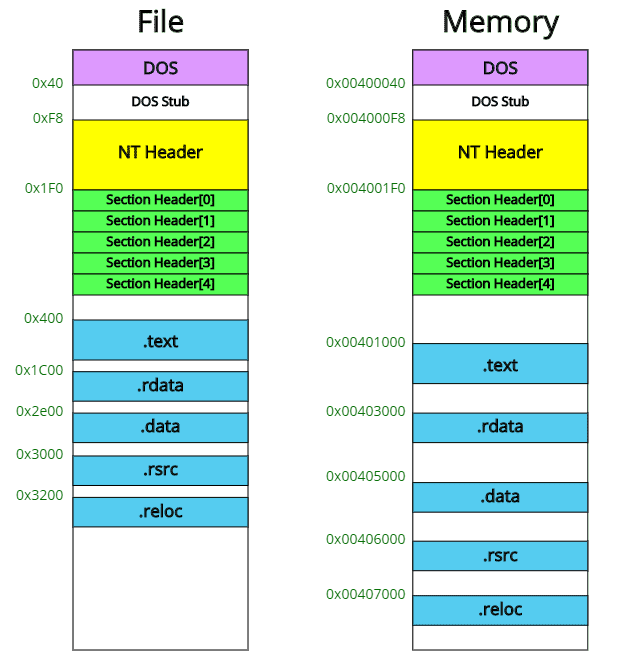 File
DOS
0x40
DOS Stub
0xF8
NT Header
0x1F0
Section Header[0]
Section Header[1]
Section Header[2]
Section Header[3]
Section Header[4]
0x400
.text
0x1C00
.rdata
0x2e00
.data
0x3000
.rsrc
0x3200
.reloc
Memory
DOS
0x00400040
DOS Stub
0x004000F8
NT Header
0x004001F0
Section Header[0]
Section Header[1]
Section Header[2]
Section Header[3]
Section Header[4]
0x00401000
.text
0x00403000
.rdata
0x00405000
.data
0x00406000
.rsrc
0x00407000
.reloc